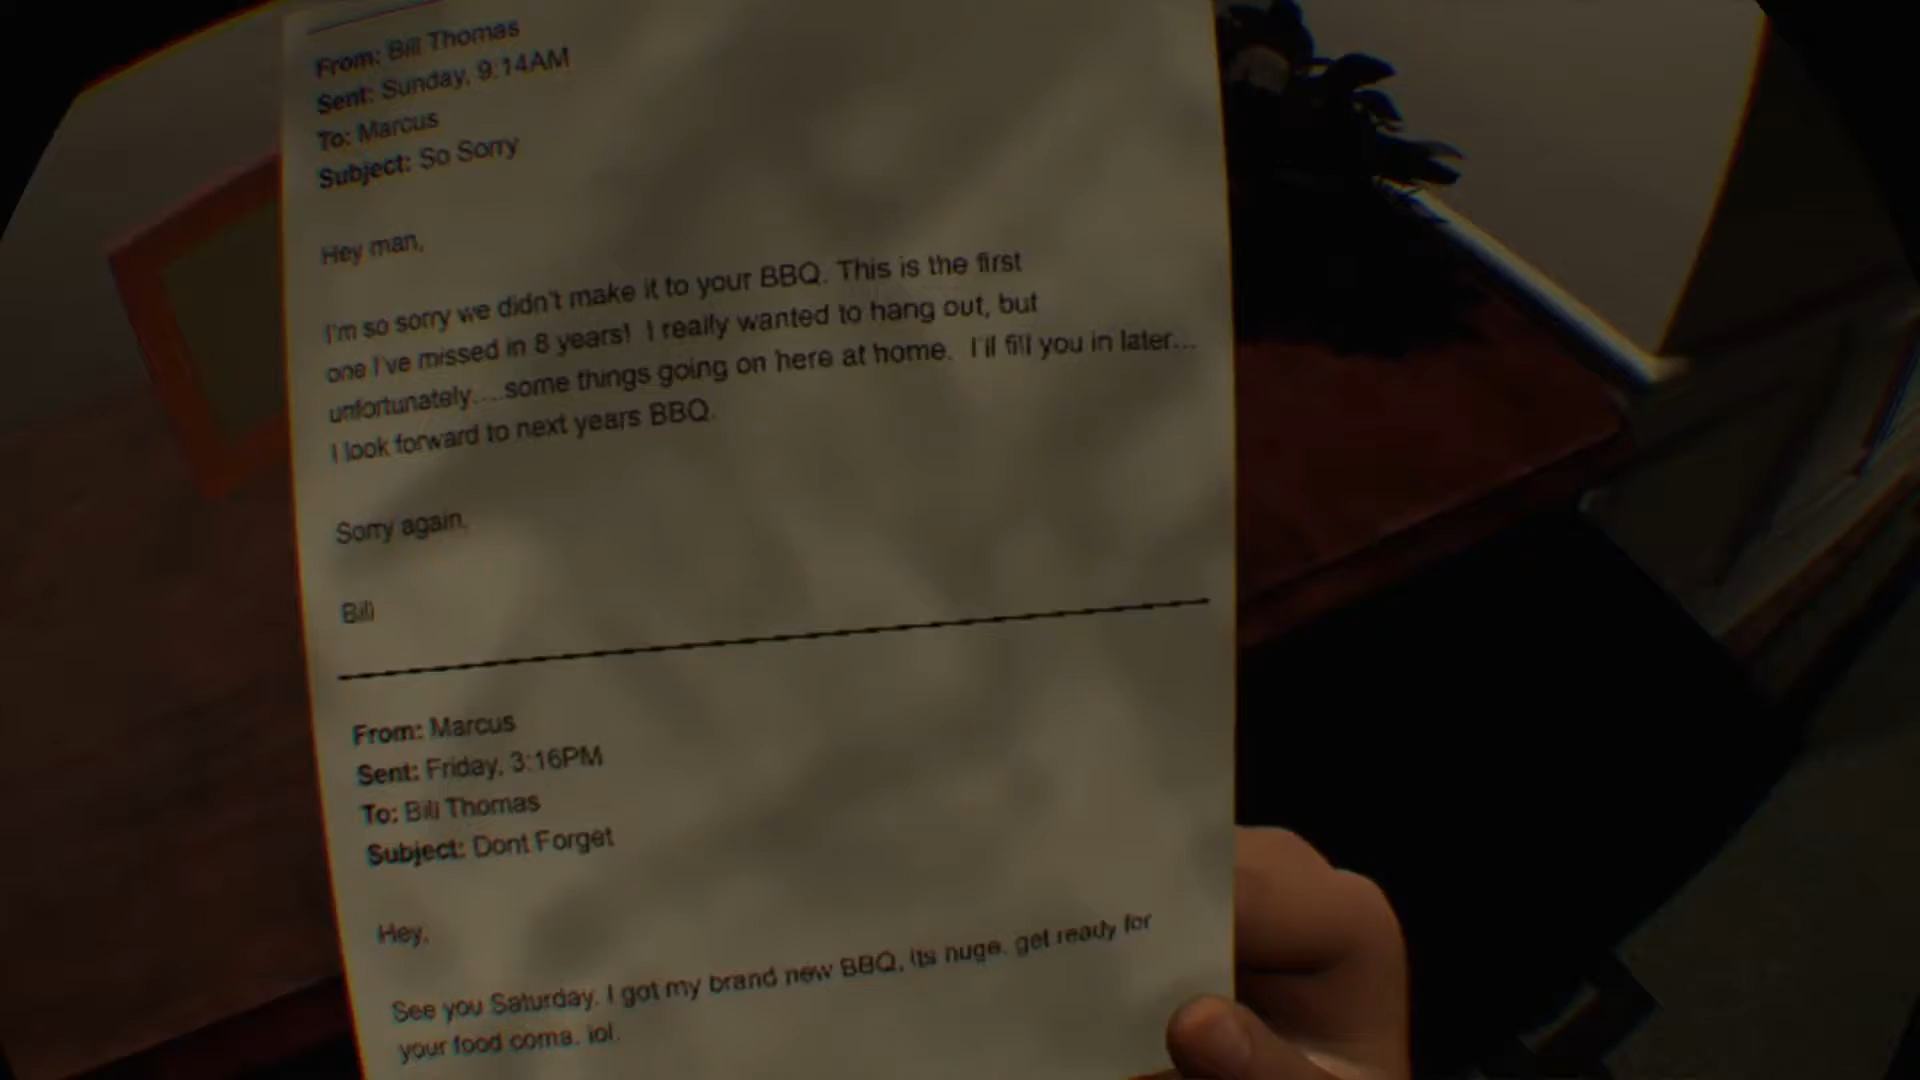 From: Bill Thomas
Sent: Sunday, 9:14AM
To: Marcus
Subject: So Sorry
Hey man,
I'm so sorry we didn't make it to your BBQ. This is the first
one I've missed in 8 years! I really wanted to hang out, but
unfortunately....some things going on here at home. I'll fill you in later...
I look forward to next years BBQ.
Sorry again,
Bill
From: Marcus
Sent: Friday, 3:16PM
To: Bill Thomas
Subject: Dont Forget
Hey,
See you Saturday. I got my brand new BBQ, its huge. get ready for
your food coma. lol.